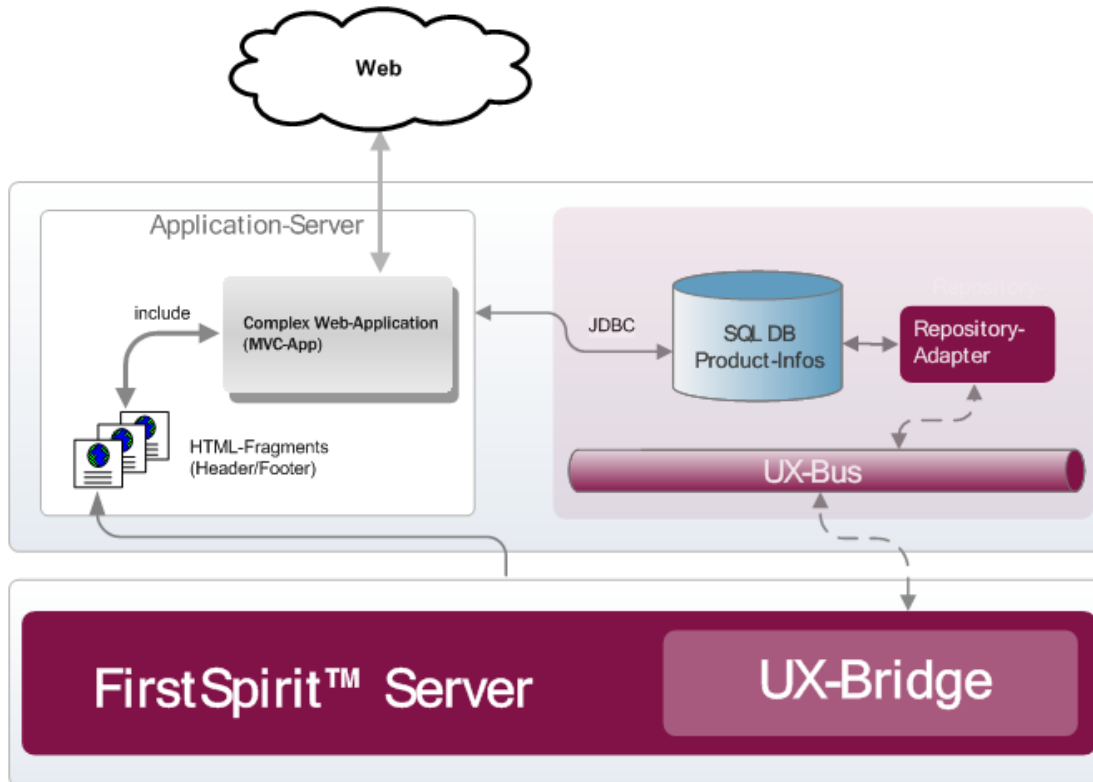 Web
Application-Server
include
Complex Web-Application
(MVC-App)
HTML-Fragments
(Header/Footer)
JDBC
SQL DB
Product-Infos
Repository-
Repository-
Adapter
UX-Bus
FirstSpirit™ Server
UX-Bridge